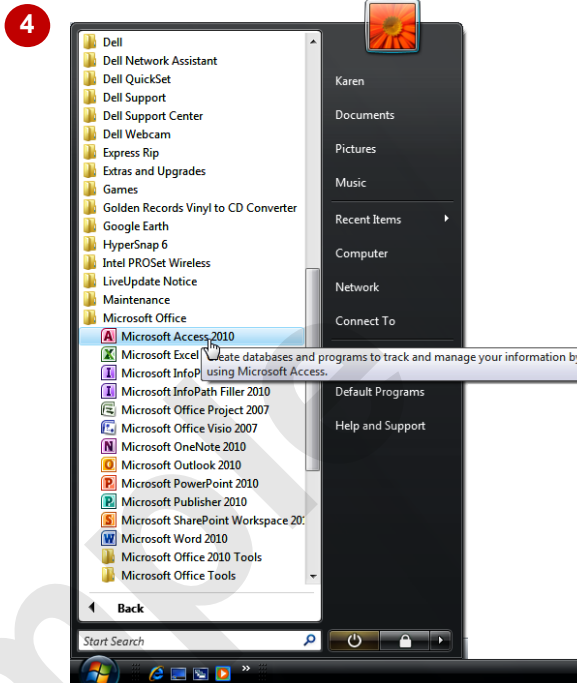 4
Dell
Dell Network Assistant
Dell QuickSet
Dell Support
Dell Support Center
Dell Webcam
Express Rip
Extras and Upgrades
Games
Golden Records Vinyl to CD Converter
Google Earth
HyperSnap 6
Intel PROSet Wireless
LiveUpdate Notice
Maintenance
Microsoft Office
Microsoft Access 2010
Microsoft Excel
Microsoft InfoP
Microsoft InfoPath Filler 2010
Microsoft Office Project 2007
Microsoft Office Visio 2007
Microsoft OneNote 2010
Microsoft Outlook 2010
Microsoft PowerPoint 2010
Microsoft Publisher 2010
Microsoft SharePoint Workspace 20
Microsoft Word 2010
Microsoft Office 2010 Tools
Microsoft Office Tools
Back
Start Search
Karen
Documents
Pictures
Music
Recent Items
Computer
Network
Connect To
Create databases and programs to track and manage your information by
using Microsoft Access.
Default Programs
Help and Support